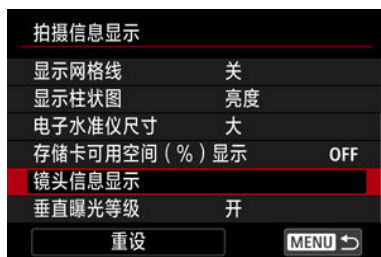 拍摄信息显示
显示网格线 关
显示柱状图 亮度
电子水准仪尺寸 大
存储卡可用空间（%）显示 OFF
镜头信息显示
垂直曝光等级 开
重设 MENU